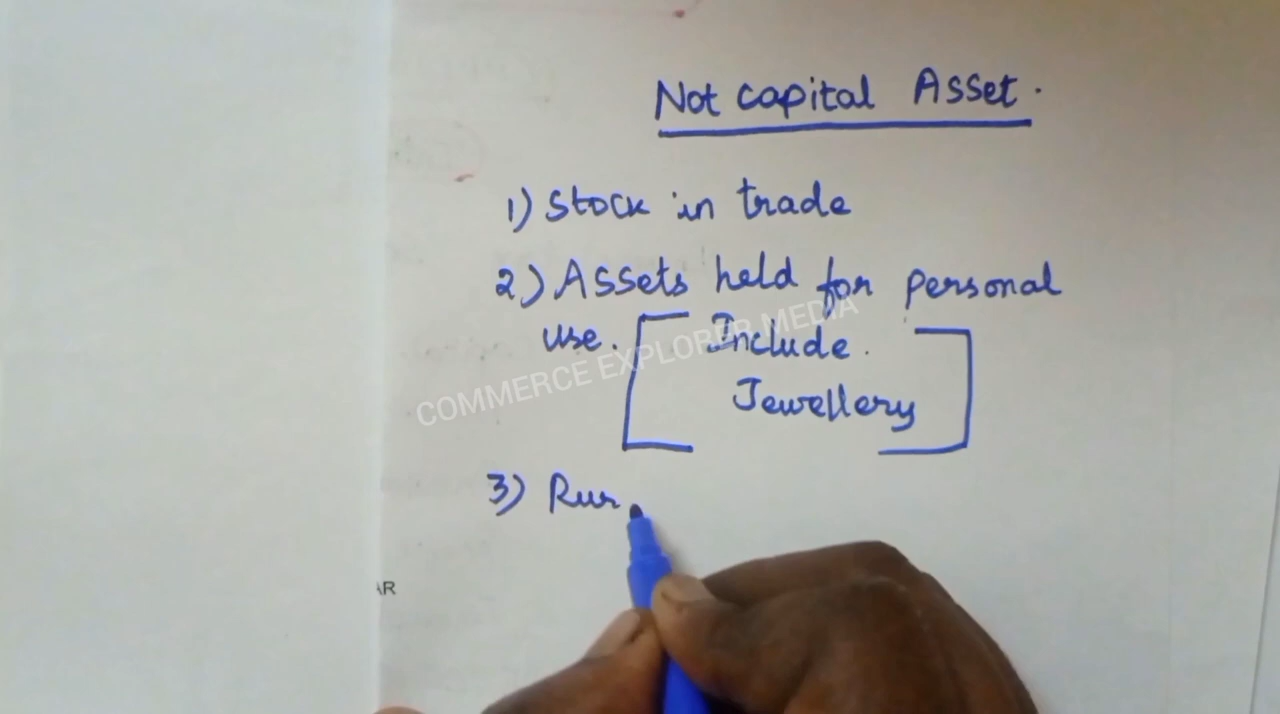 Not capital Asset.
1) Stock in trade
2) Assets held for personal
use. [ Include.
Jewellery ]
COMMERCE EXPLORER MEDIA
3) Rur
AR